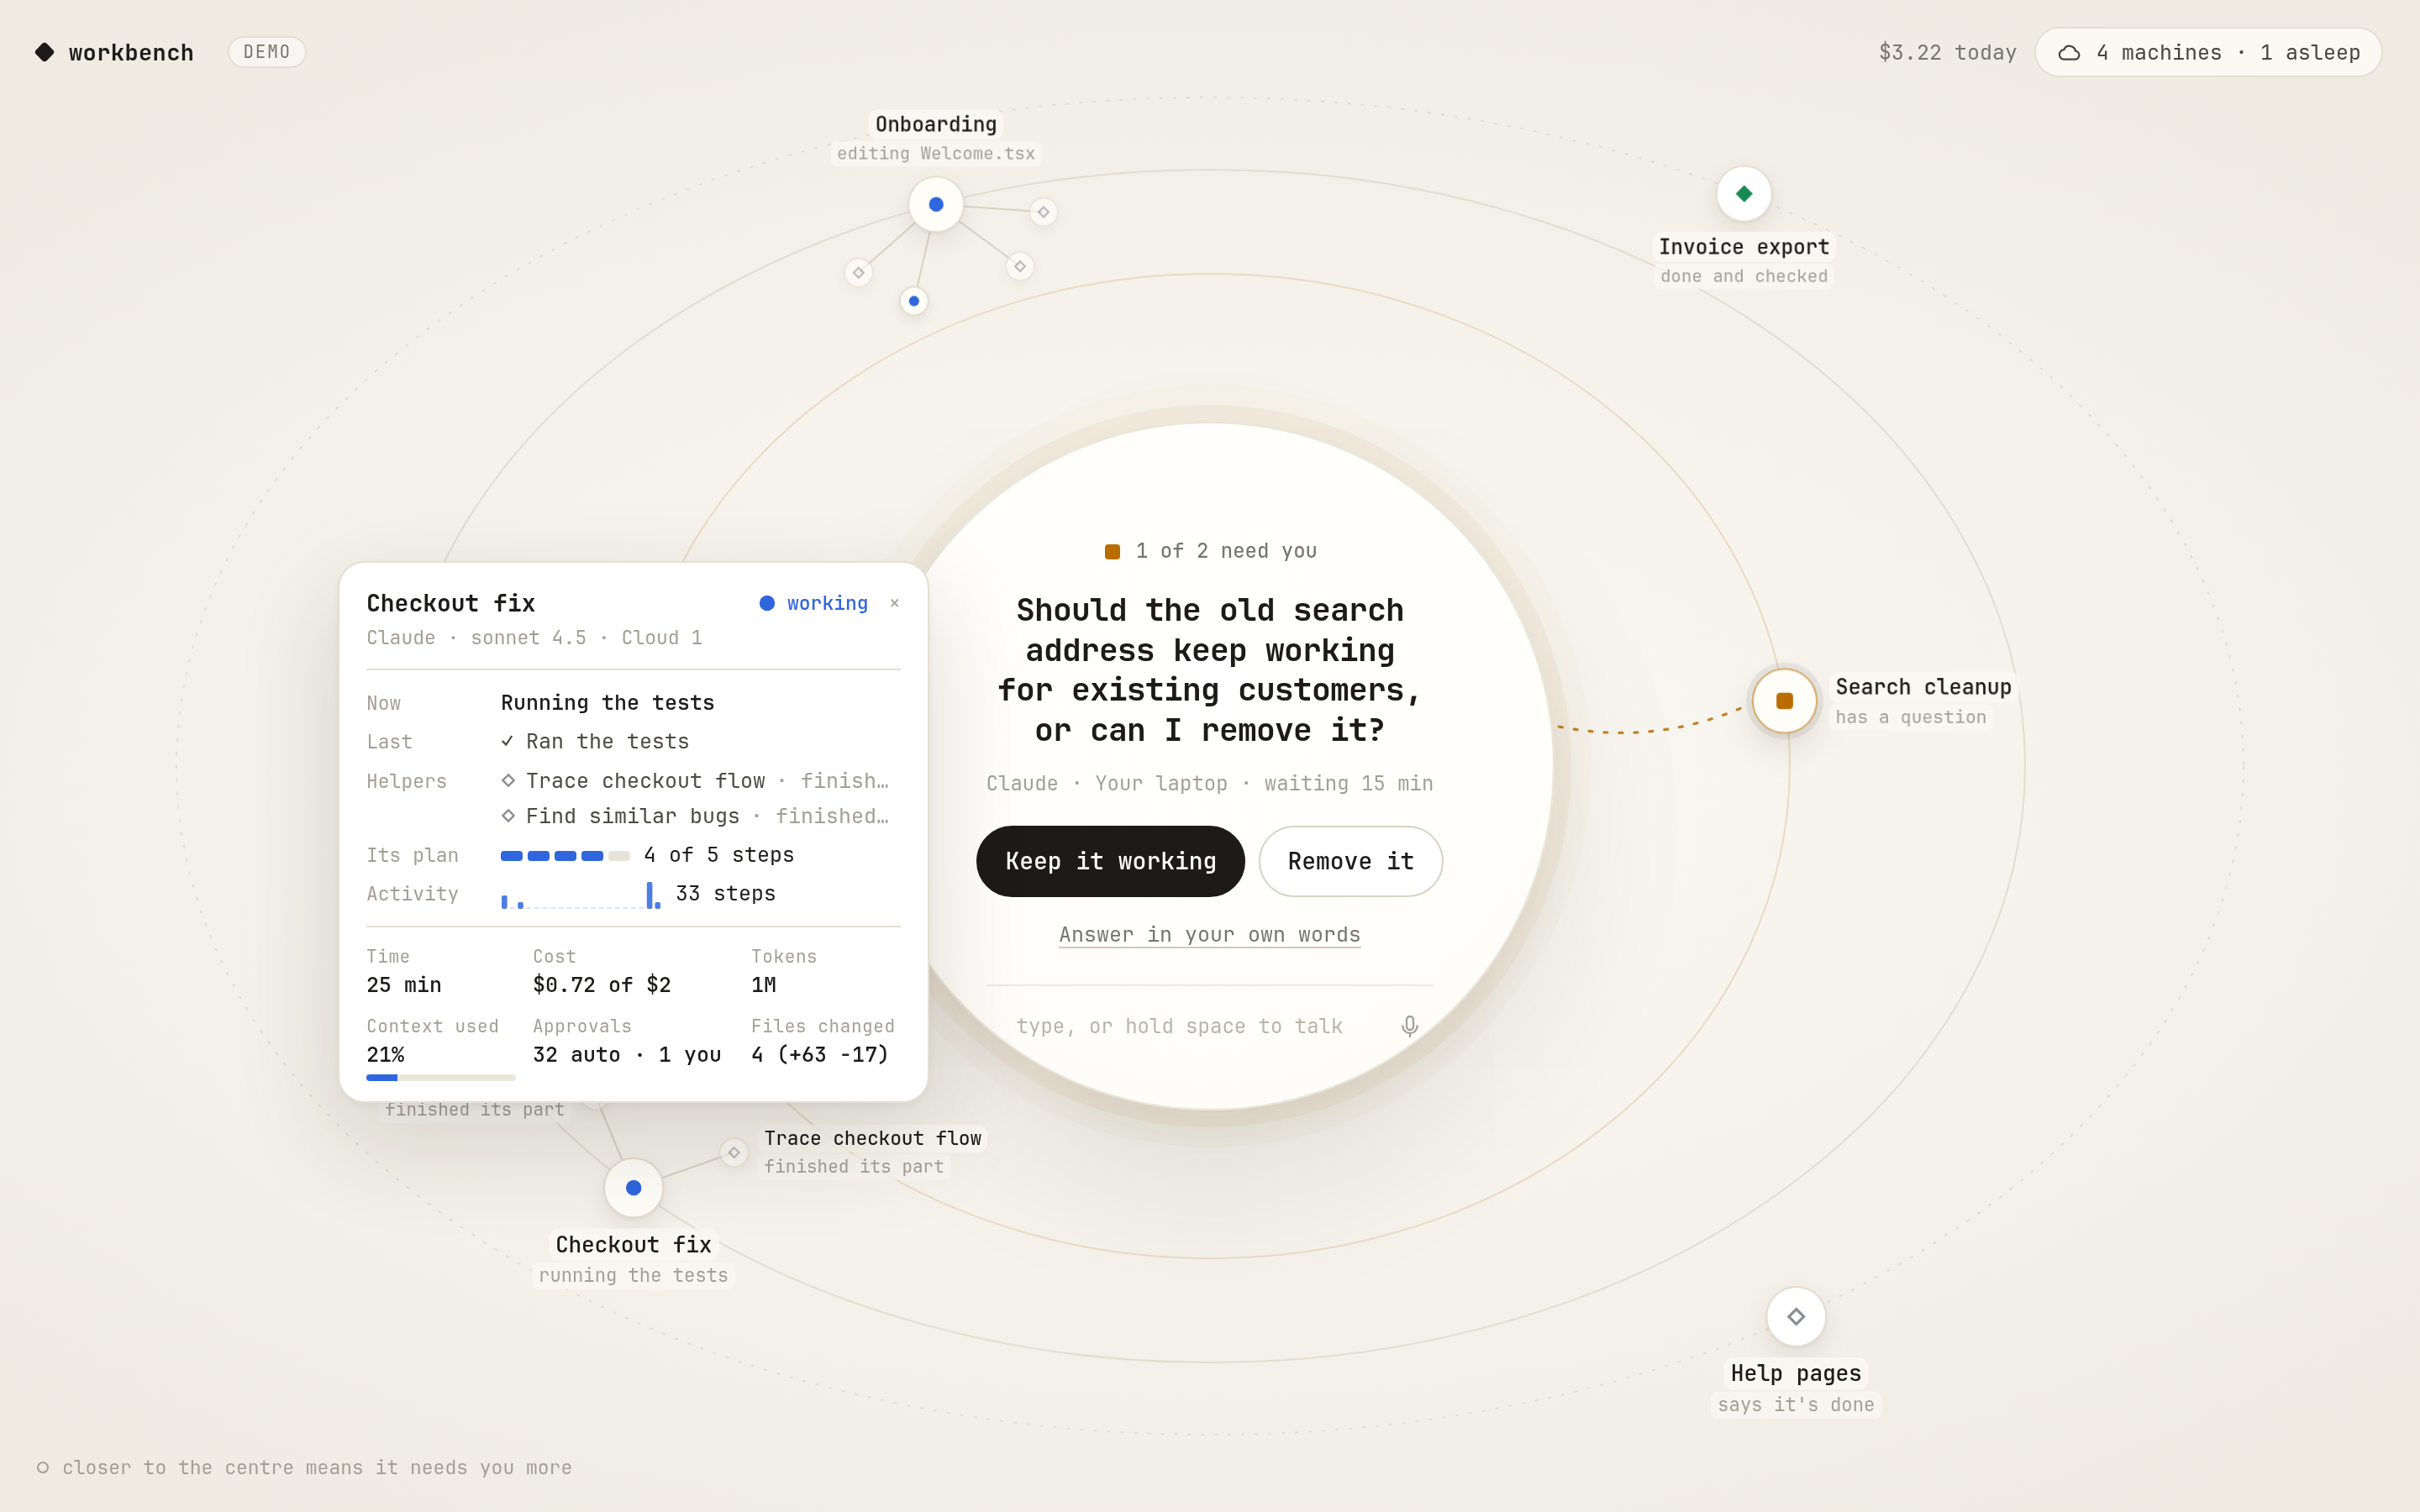 workbench
DEMO
$3.22 today
4 machines · 1 asleep
Onboarding
editing Welcome.tsx
Invoice export
done and checked
1 of 2 need you
Should the old search
address keep working
for existing customers,
or can I remove it?
Claude · Your laptop · waiting 15 min
Keep it working
Remove it
Answer in your own words
type, or hold space to talk
Search cleanup
has a question
Checkout fix
working ×
Claude · sonnet 4.5 · Cloud 1
Now Running the tests
Last Ran the tests
Helpers Trace checkout flow · finish…
Find similar bugs · finished…
Its plan 4 of 5 steps
Activity 33 steps
Time Cost Tokens
25 min $0.72 of $2 1M
Context used Approvals Files changed
21% 32 auto · 1 you 4 (+63 -17)
finished its part
Trace checkout flow
finished its part
Checkout fix
running the tests
Help pages
says it's done
closer to the centre means it needs you more